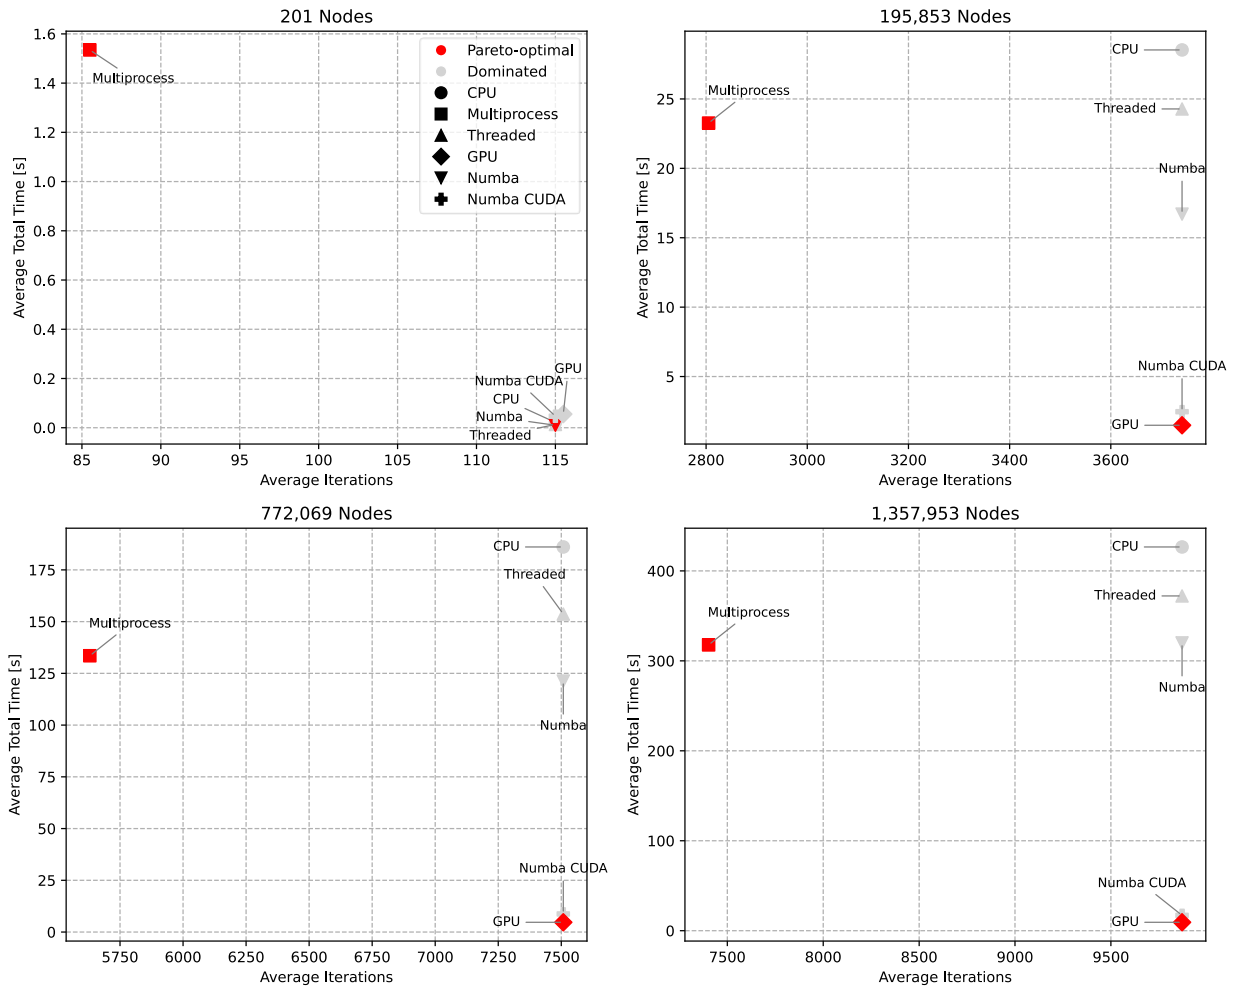 201 Nodes
1.6
1.4
1.2
1.0
0.8
0.6
0.4
0.2
0.0
Average Total Time [s]
Multiprocess
Pareto-optimal
Dominated
CPU
Multiprocess
Threaded
GPU
Numba
Numba CUDA
GPU
Numba CUDA
CPU
Numba
Threaded
85
90
95
100
105
110
115
Average Iterations
195,853 Nodes
25
20
15
10
5
Average Total Time [s]
CPU
Multiprocess
Threaded
Numba
Numba CUDA
GPU
2800
3000
3200
3400
3600
Average Iterations
772,069 Nodes
175
150
125
100
75
50
25
0
Average Total Time [s]
CPU
Threaded
Multiprocess
Numba
Numba CUDA
GPU
5750
6000
6250
6500
6750
7000
7250
7500
Average Iterations
1,357,953 Nodes
400
300
200
100
0
Average Total Time [s]
CPU
Threaded
Multiprocess
Numba
Numba CUDA
GPU
7500
8000
8500
9000
9500
Average Iterations